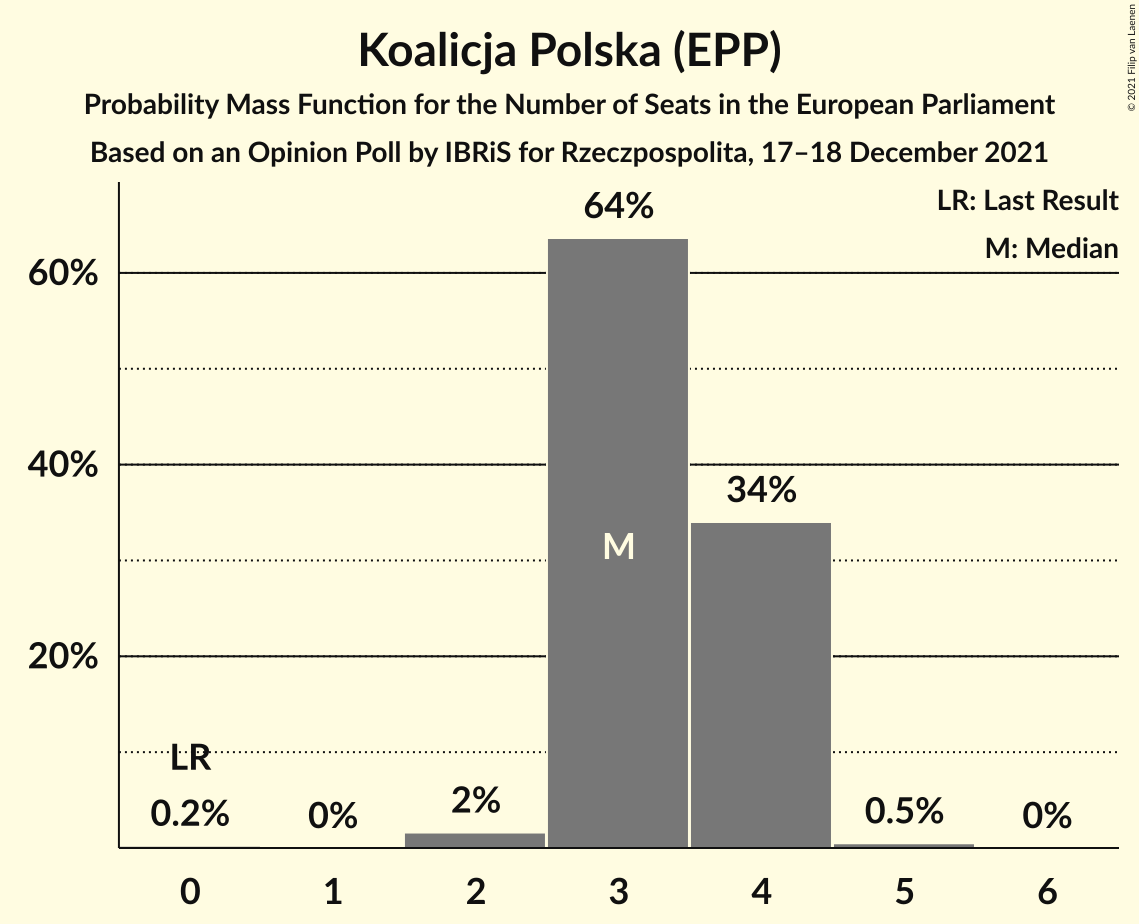 Koalicja Polska (EPP)
Probability Mass Function for the Number of Seats in the European Parliament
Based on an Opinion Poll by IBRiS for Rzeczpospolita, 17–18 December 2021
© 2021 Filip van Laenen
LR: Last Result
M: Median
64%
60%
40%
34%
M
20%
LR
0.2%
0%
2%
0.5%
0%
0 1 2 3 4 5 6